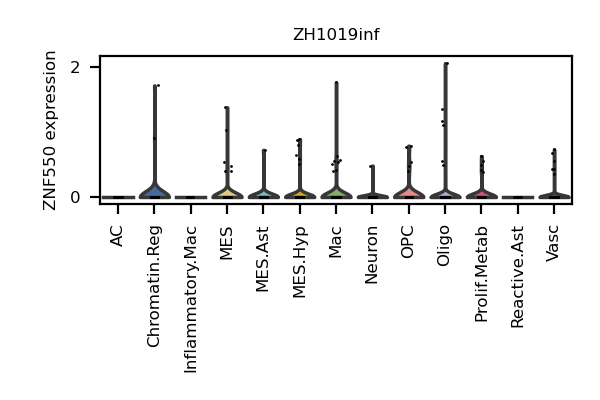 ZH1019inf
ZNF550 expression
2
0
AC
Chromatin.Reg
Inflammatory.Mac
MES
MES.Ast
MES.Hyp
Mac
Neuron
OPC
Oligo
Prolif.Metab
Reactive.Ast
Vasc